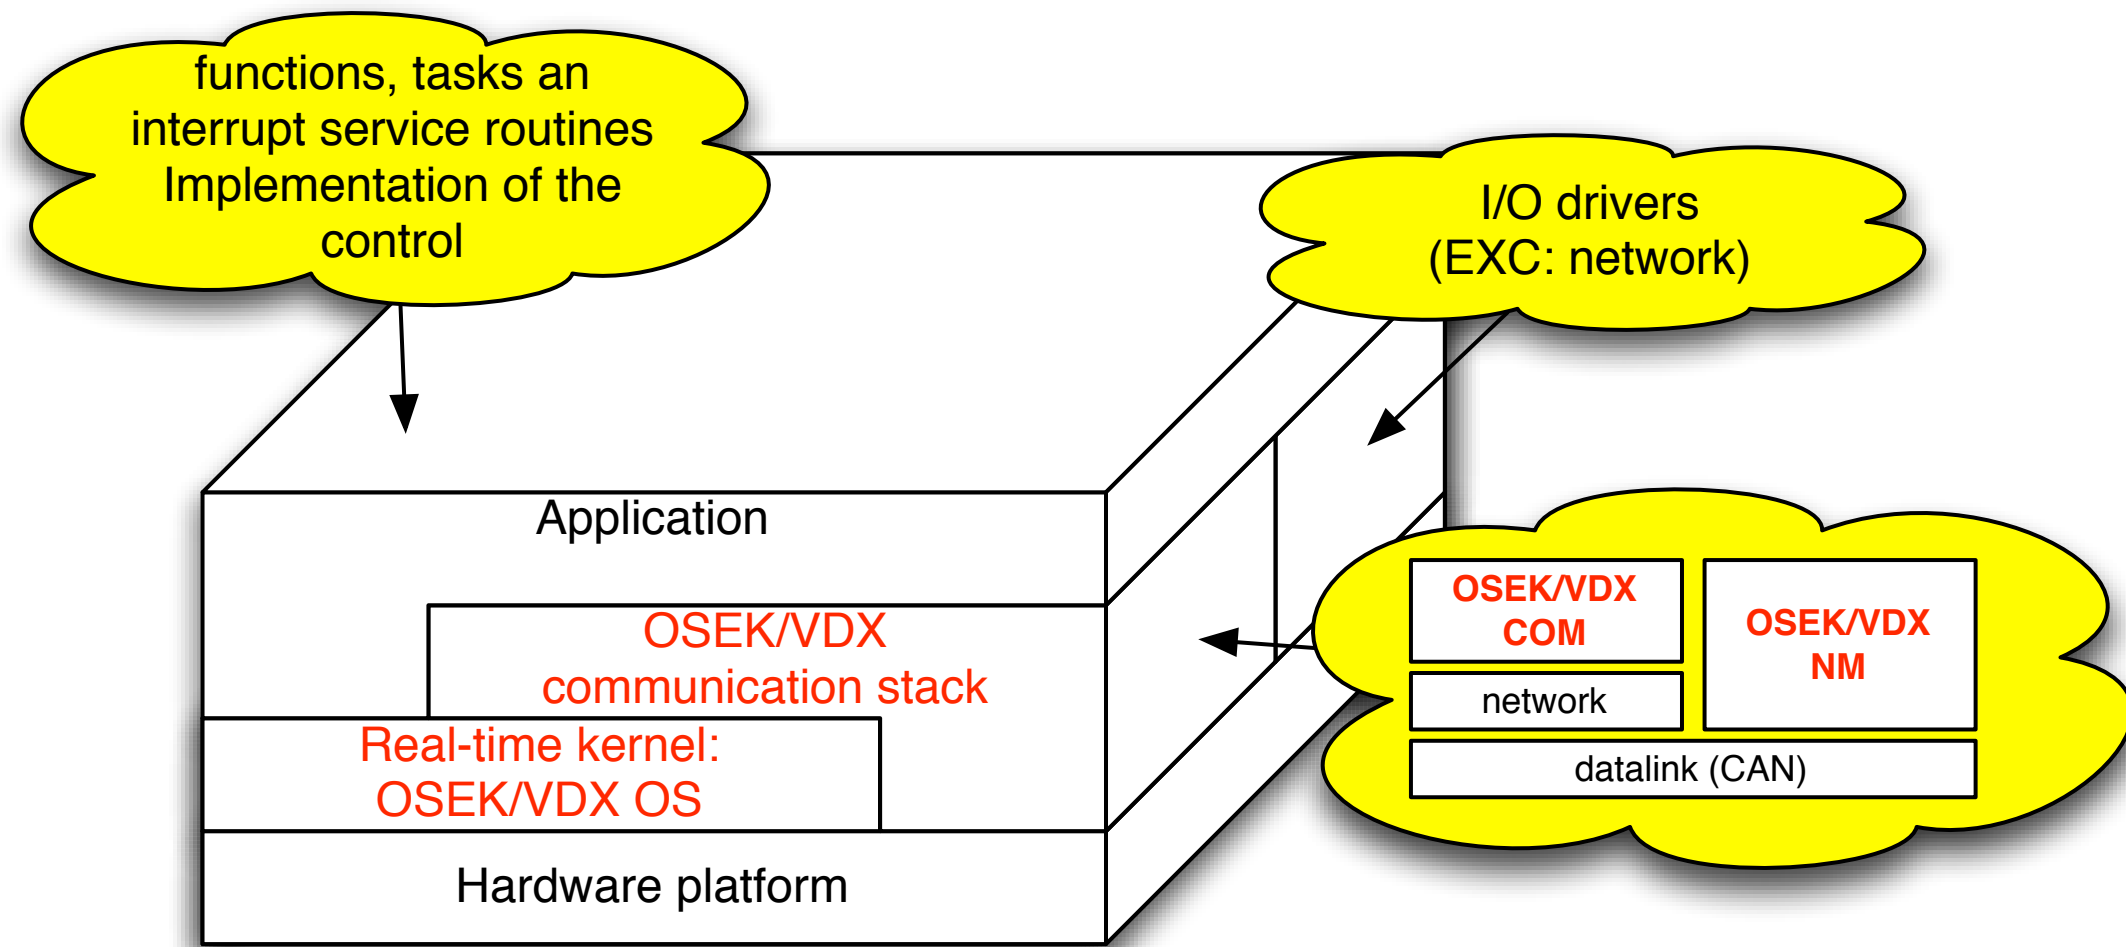 functions, tasks an
interrupt service routines
Implementation of the
control
I/O drivers
(EXC: network)
Application
OSEK/VDX
communication stack
Real-time kernel:
OSEK/VDX OS
Hardware platform
OSEK/VDX
COM
OSEK/VDX
NM
network
datalink (CAN)